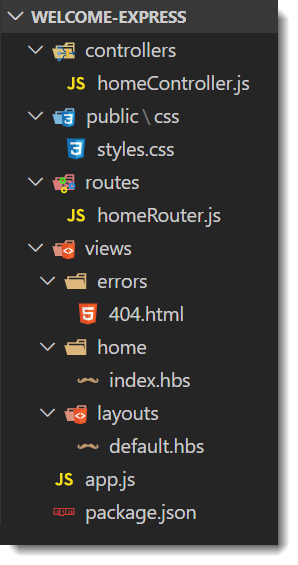 WELCOME-EXPRESS
controllers
JS homeController.js
public\css
styles.css
routes
JS homeRouter.js
views
errors
404.html
home
index.hbs
layouts
default.hbs
JS app.js
npm package.json